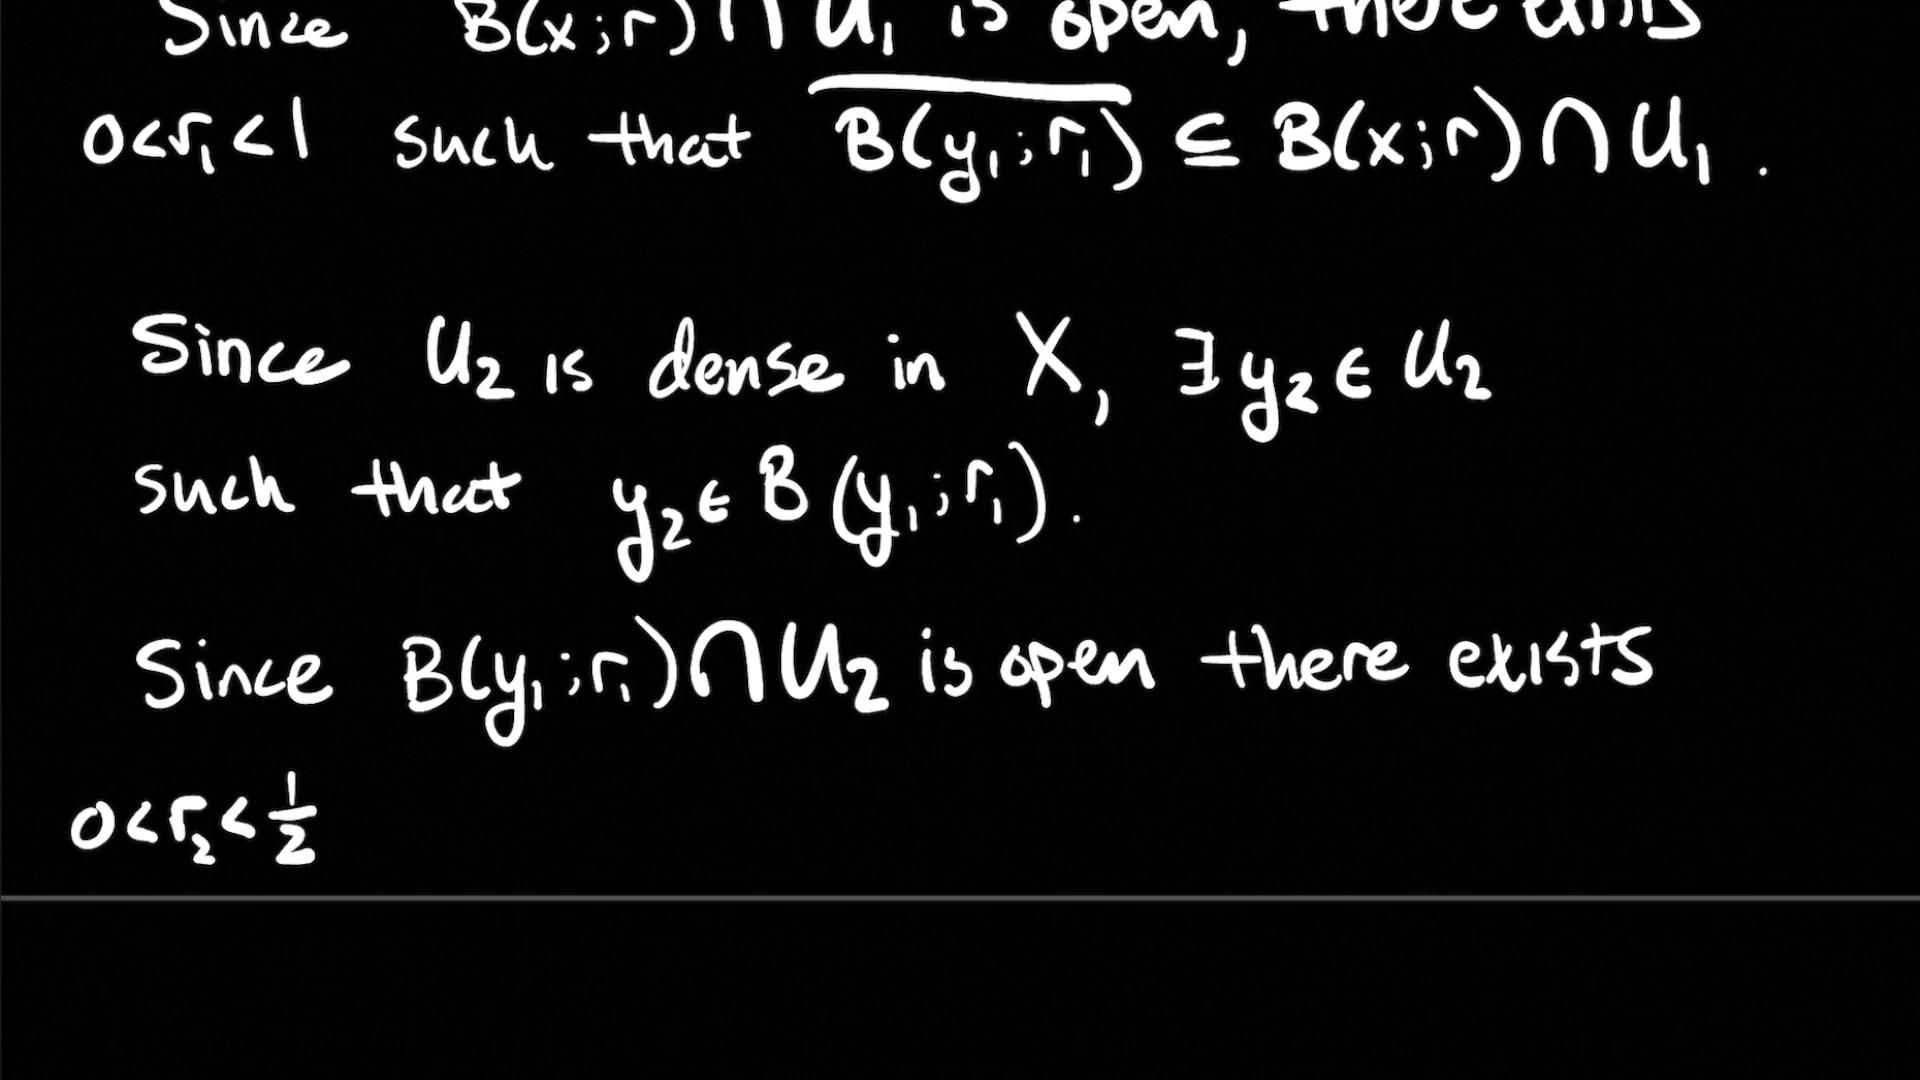 Since B(x;r) ∩ U₁ is open, there exists
0<r₁<1 such that \overline{B(y₁;r₁)} ⊆ B(x;r) ∩ U₁ .
Since U₂ is dense in X, ∃ y₂ ∈ U₂
such that y₂ ∈ B(y₁;r₁).
Since B(y₁;r₁) ∩ U₂ is open there exists
0<r₂<½